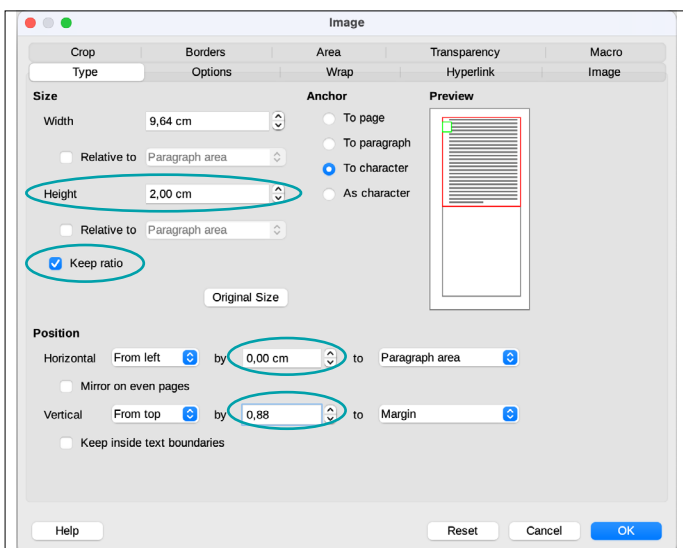 Image
Crop Borders Area Transparency Macro
Type Options Wrap Hyperlink Image
Size Anchor Preview
Width 9,64 cm To page
To paragraph
Relative to Paragraph area
To character
Height 2,00 cm As character
Relative to Paragraph area
Keep ratio
Original Size
Position
Horizontal From left by 0,00 cm to Paragraph area
Mirror on even pages
Vertical From top by 0,88 to Margin
Keep inside text boundaries
Help Reset Cancel OK